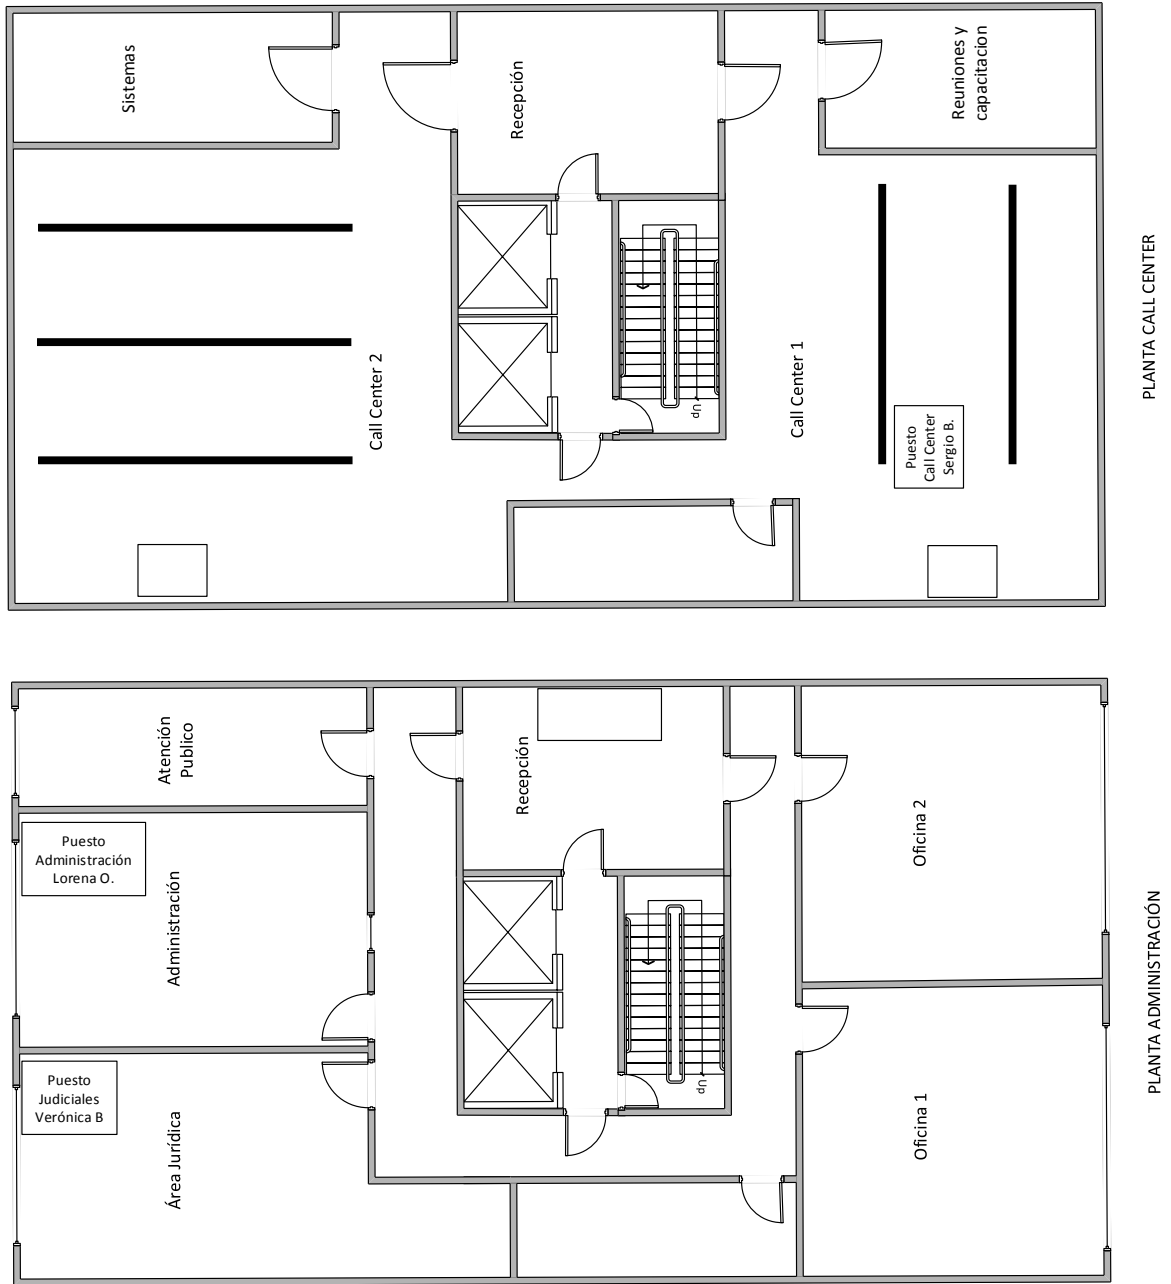 Sistemas
Recepción
Reuniones y
capacitacion
Call Center 2
Call Center 1
Up
Puesto
Call Center
Sergio B.
PLANTA CALL CENTER
Atención
Publico
Recepción
Puesto
Administración
Lorena O.
Administración
Oficina 2
Puesto
Judiciales
Verónica B
Área Jurídica
Up
Oficina 1
PLANTA ADMINISTRACIÓN